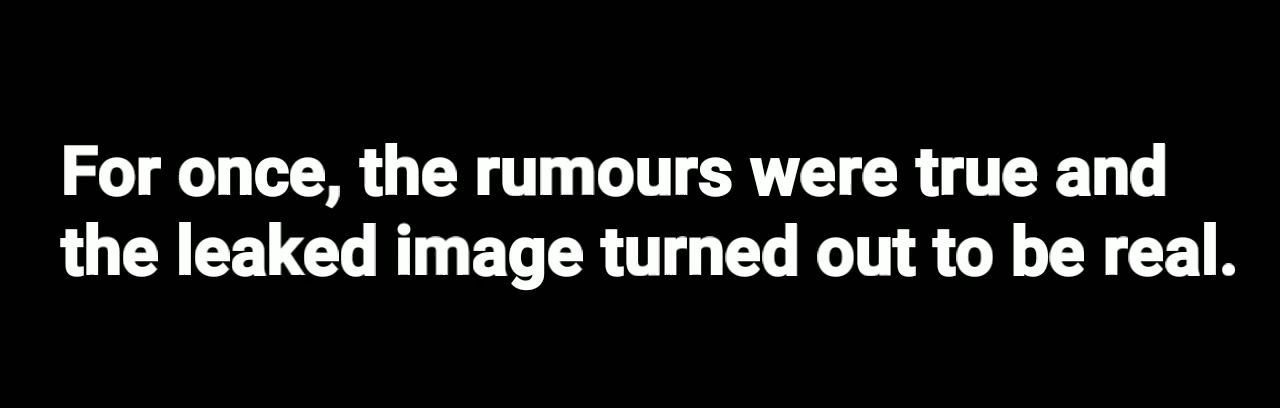 For once, the rumours were true and
the leaked image turned out to be real.